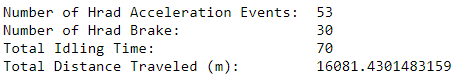 Number of Hrad Acceleration Events:  53
Number of Hrad Brake:                30
Total Idling Time:                   70
Total Distance Traveled (m):         16081.4301483159